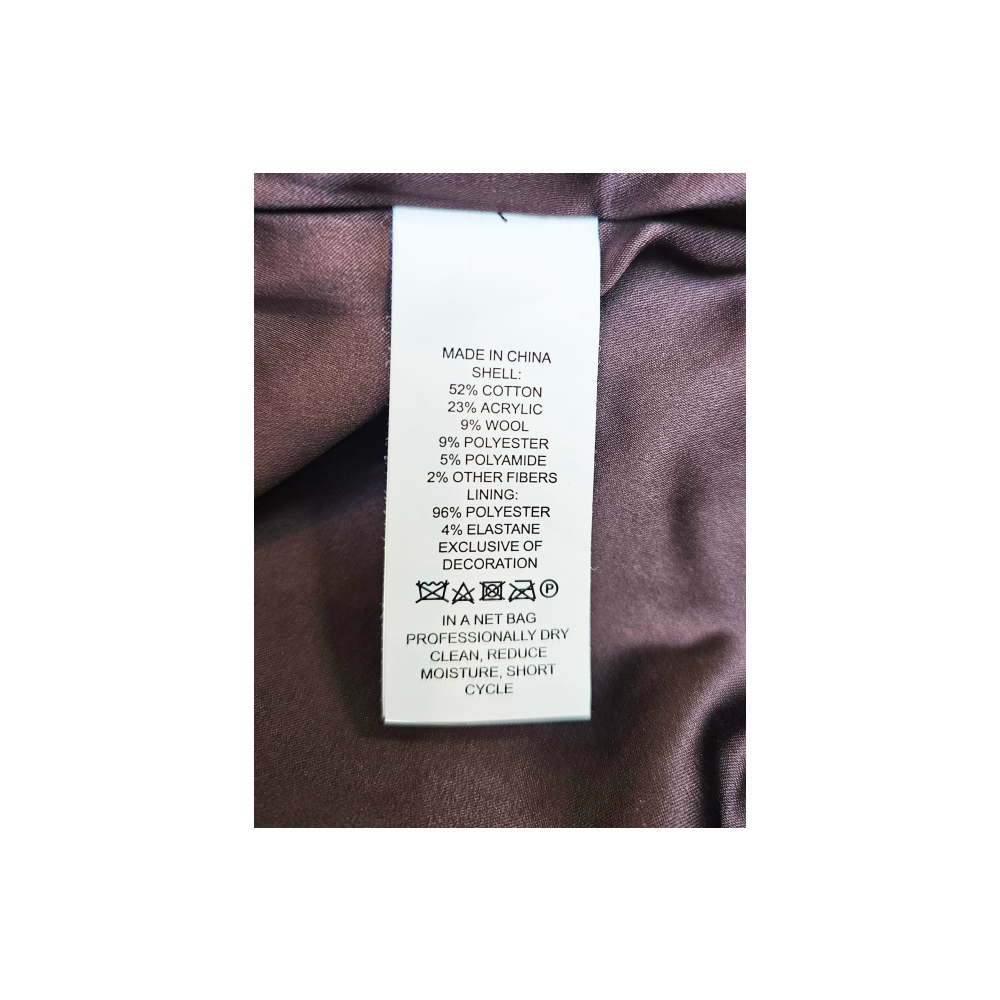 MADE IN CHINA
SHELL:
52% COTTON
23% ACRYLIC
9% WOOL
9% POLYESTER
5% POLYAMIDE
2% OTHER FIBERS
LINING:
96% POLYESTER
4% ELASTANE
EXCLUSIVE OF
DECORATION
P
IN A NET BAG
PROFESSIONALLY DRY
CLEAN, REDUCE
MOISTURE, SHORT
CYCLE